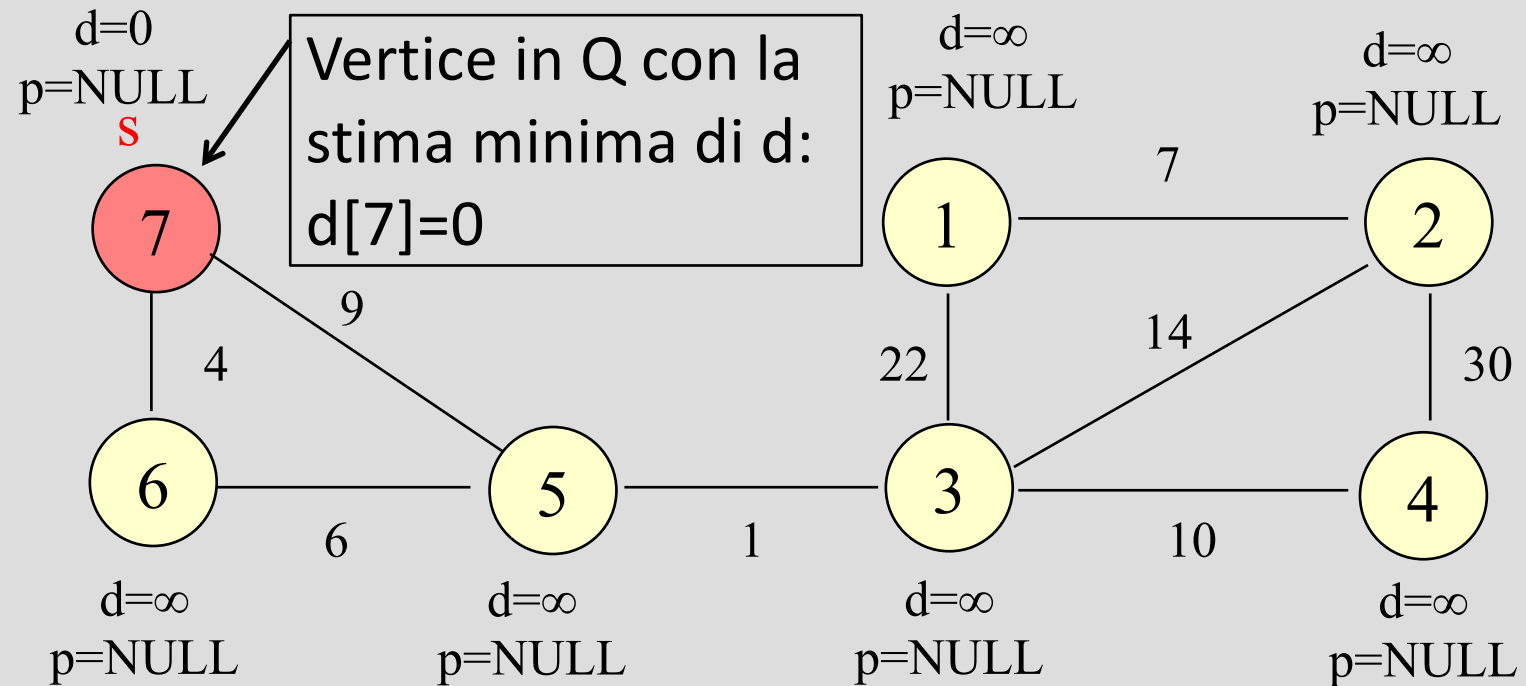 d=0
p=NULL
s
Vertice in Q con la
stima minima di d:
d[7]=0
d=∞
p=NULL
d=∞
p=NULL
7
1
7
2
9
4
22
14
30
6
5
3
4
6
1
10
d=∞
p=NULL
d=∞
p=NULL
d=∞
p=NULL
d=∞
p=NULL